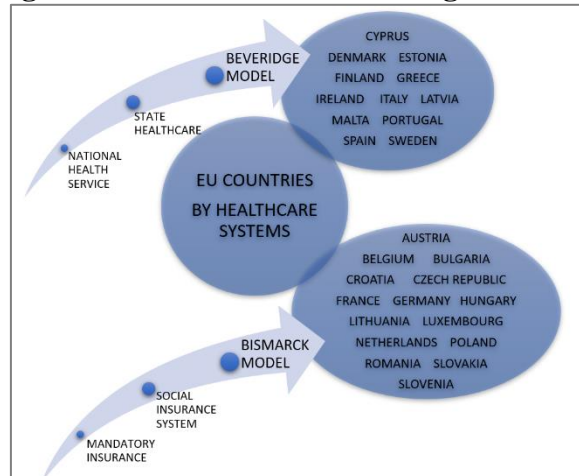 BEVERIDGE
MODEL
STATE
HEALTHCARE
NATIONAL
HEALTH
SERVICE
CYPRUS
DENMARK ESTONIA
FINLAND GREECE
IRELAND ITALY LATVIA
MALTA PORTUGAL
SPAIN SWEDEN
EU COUNTRIES
BY HEALTHCARE
SYSTEMS
AUSTRIA
BELGIUM BULGARIA
CROATIA CZECH REPUBLIC
FRANCE GERMANY HUNGARY
LITHUANIA LUXEMBOURG
NETHERLANDS POLAND
ROMANIA SLOVAKIA
SLOVENIA
BISMARCK
MODEL
SOCIAL
INSURANCE
SYSTEM
MANDATORY
INSURANCE